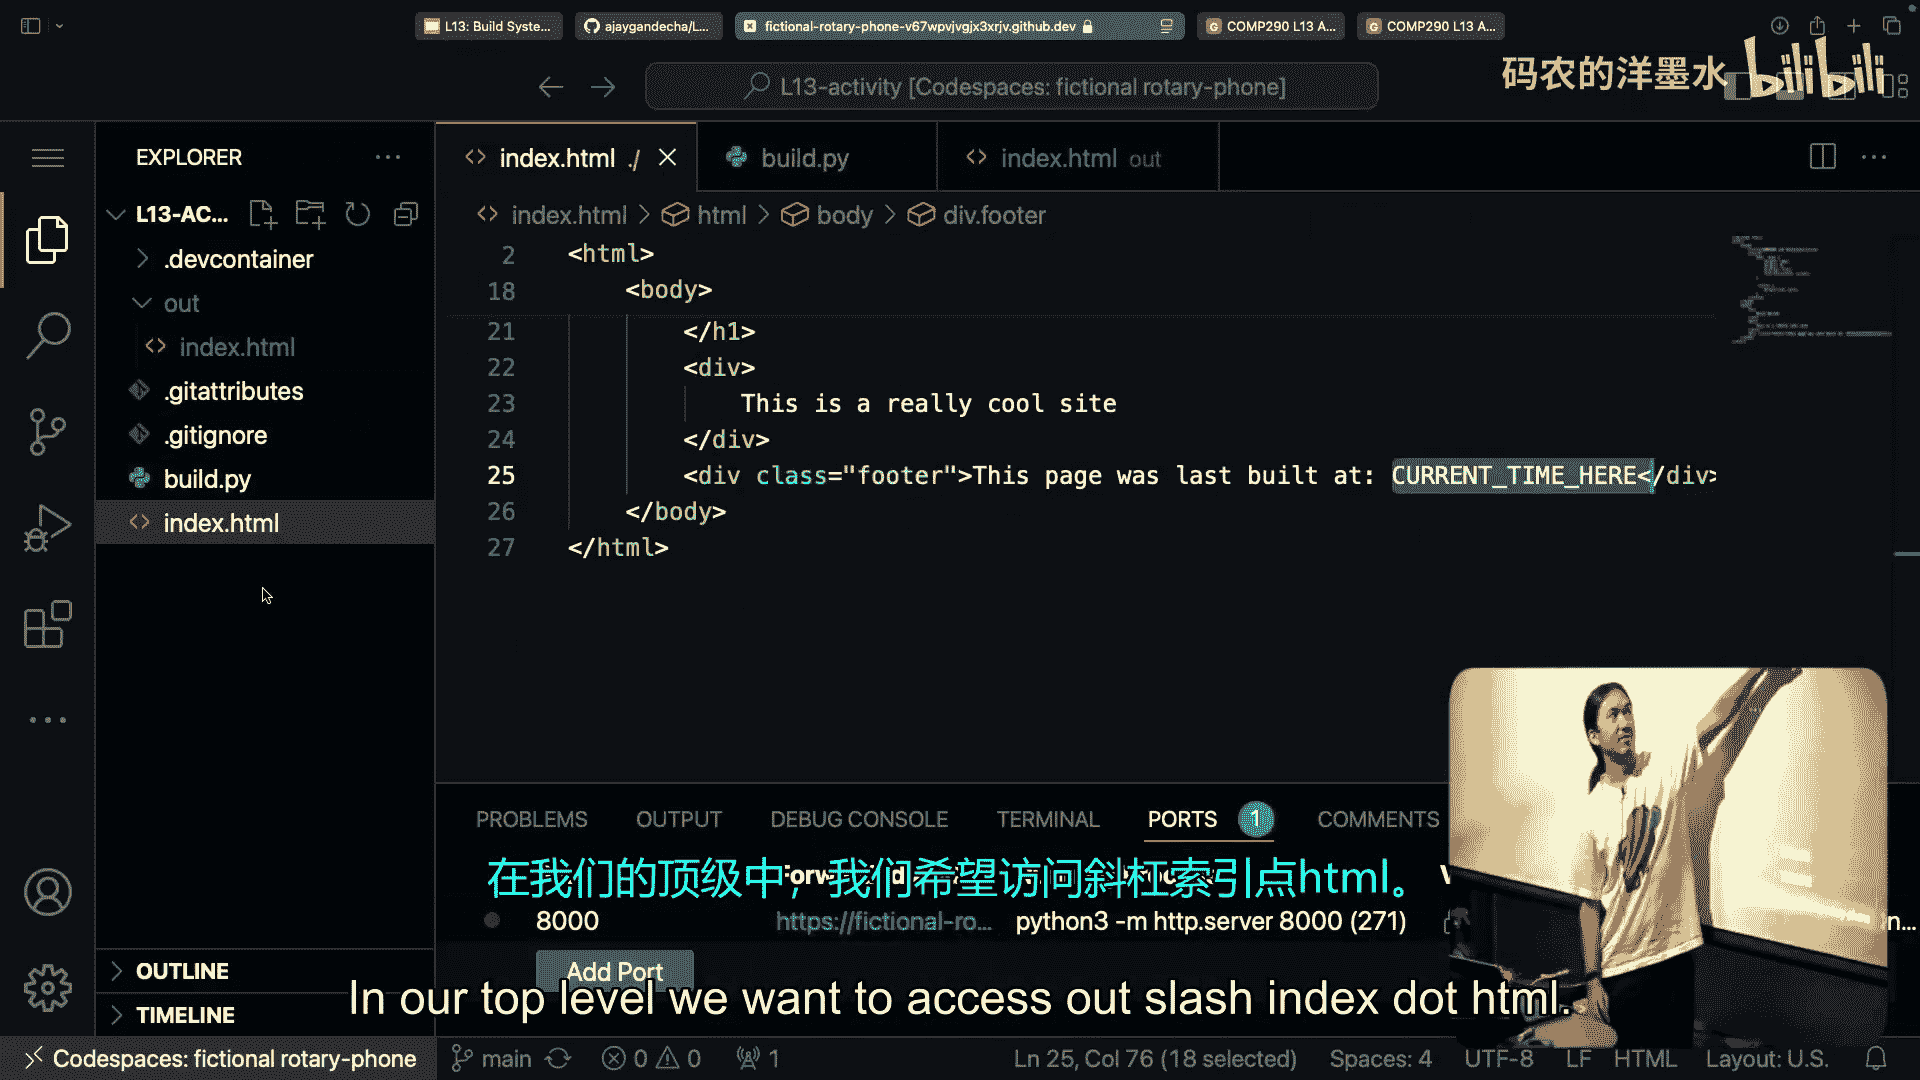 L13: Build Syste...
ajaygandecha/L...
fictional-rotary-phone-v67wpvjvgjx3xrjv.github.dev
COMP290 L13 A...
COMP290 L13 A...
L13-activity [Codespaces: fictional rotary-phone]
码农的洋墨水
bilibili
EXPLORER
L13-AC...
.devcontainer
out
index.html
.gitattributes
.gitignore
build.py
index.html
OUTLINE
TIMELINE
index.html ./
build.py
index.html out
index.html > html > body > div.footer
2 <html>
18 <body>
21 </h1>
22 <div>
23 This is a really cool site
24 </div>
25 <div class="footer">This page was last built at: CURRENT_TIME_HERE</div>
26 </body>
27 </html>
PROBLEMS OUTPUT DEBUG CONSOLE TERMINAL PORTS 1 COMMENTS
在我们的顶级中，我们希望访问斜杠索引点html。
8000 https://fictional-ro... python3 -m http.server 8000 (271) n...
Add Port
In our top level we want to access out slash index dot html.
Codespaces: fictional rotary-phone main 0 0 1 Ln 25, Col 76 (18 selected) Spaces: 4 UTF-8 LF HTML Layout: U.S.